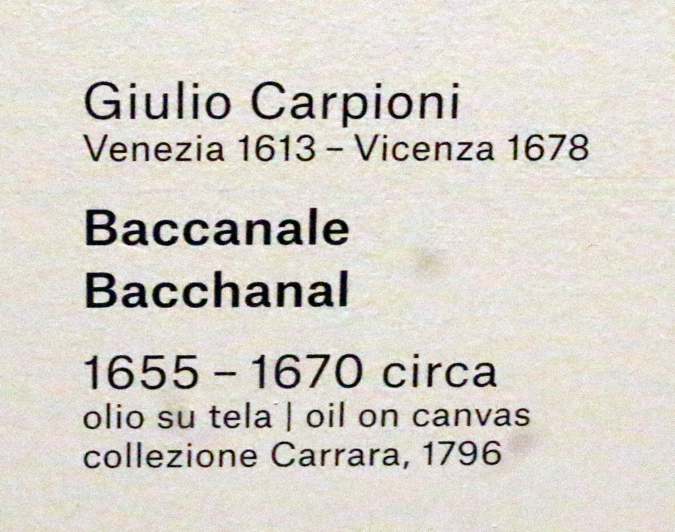 Giulio Carpioni
Venezia 1613 – Vicenza 1678
Baccanale
Bacchanal
1655 – 1670 circa
olio su tela | oil on canvas
collezione Carrara, 1796